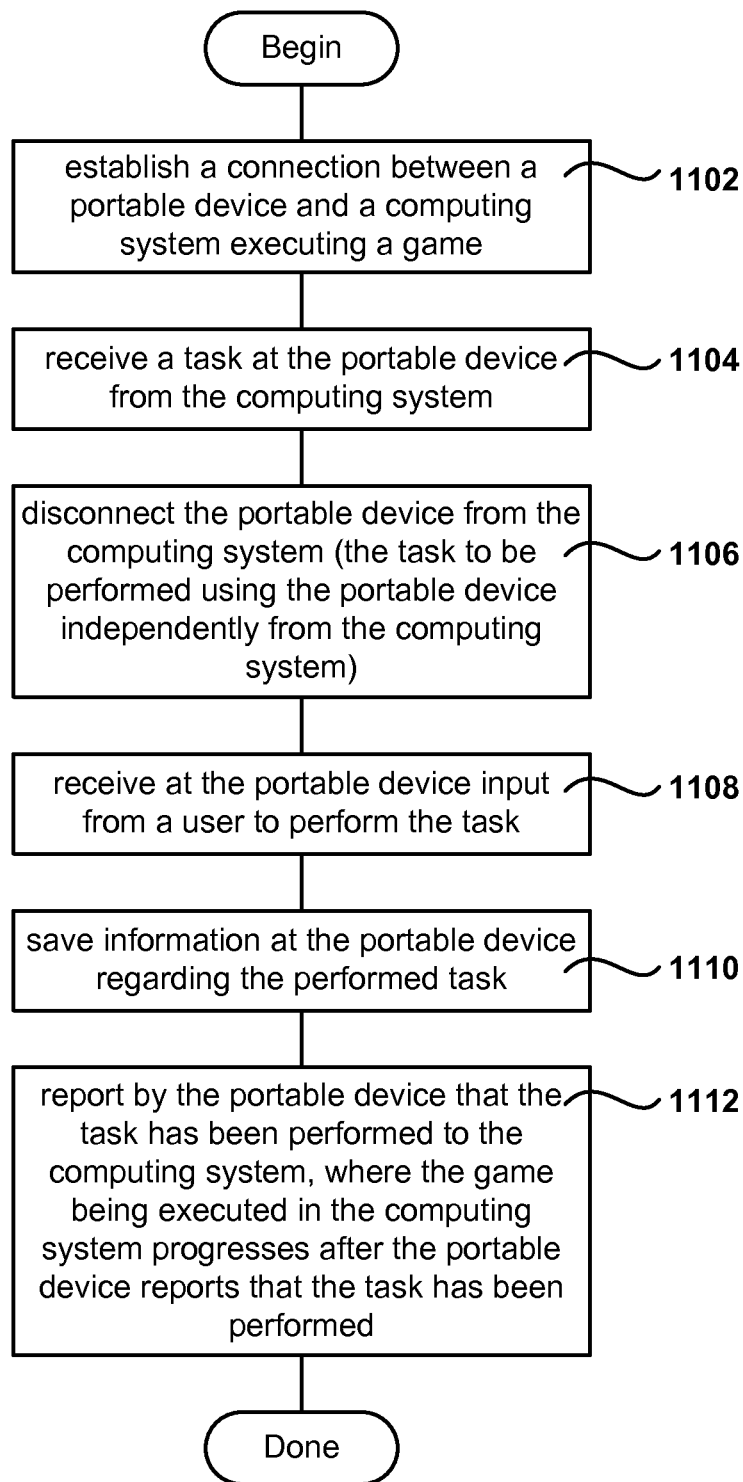 Begin
establish a connection between a
portable device and a computing
system executing a game
1102
receive a task at the portable device
from the computing system
1104
disconnect the portable device from the
computing system (the task to be
performed using the portable device
independently from the computing
system)
1106
receive at the portable device input
from a user to perform the task
1108
save information at the portable device
regarding the performed task
1110
report by the portable device that the
task has been performed to the
computing system, where the game
being executed in the computing
system progresses after the portable
device reports that the task has been
performed
1112
Done